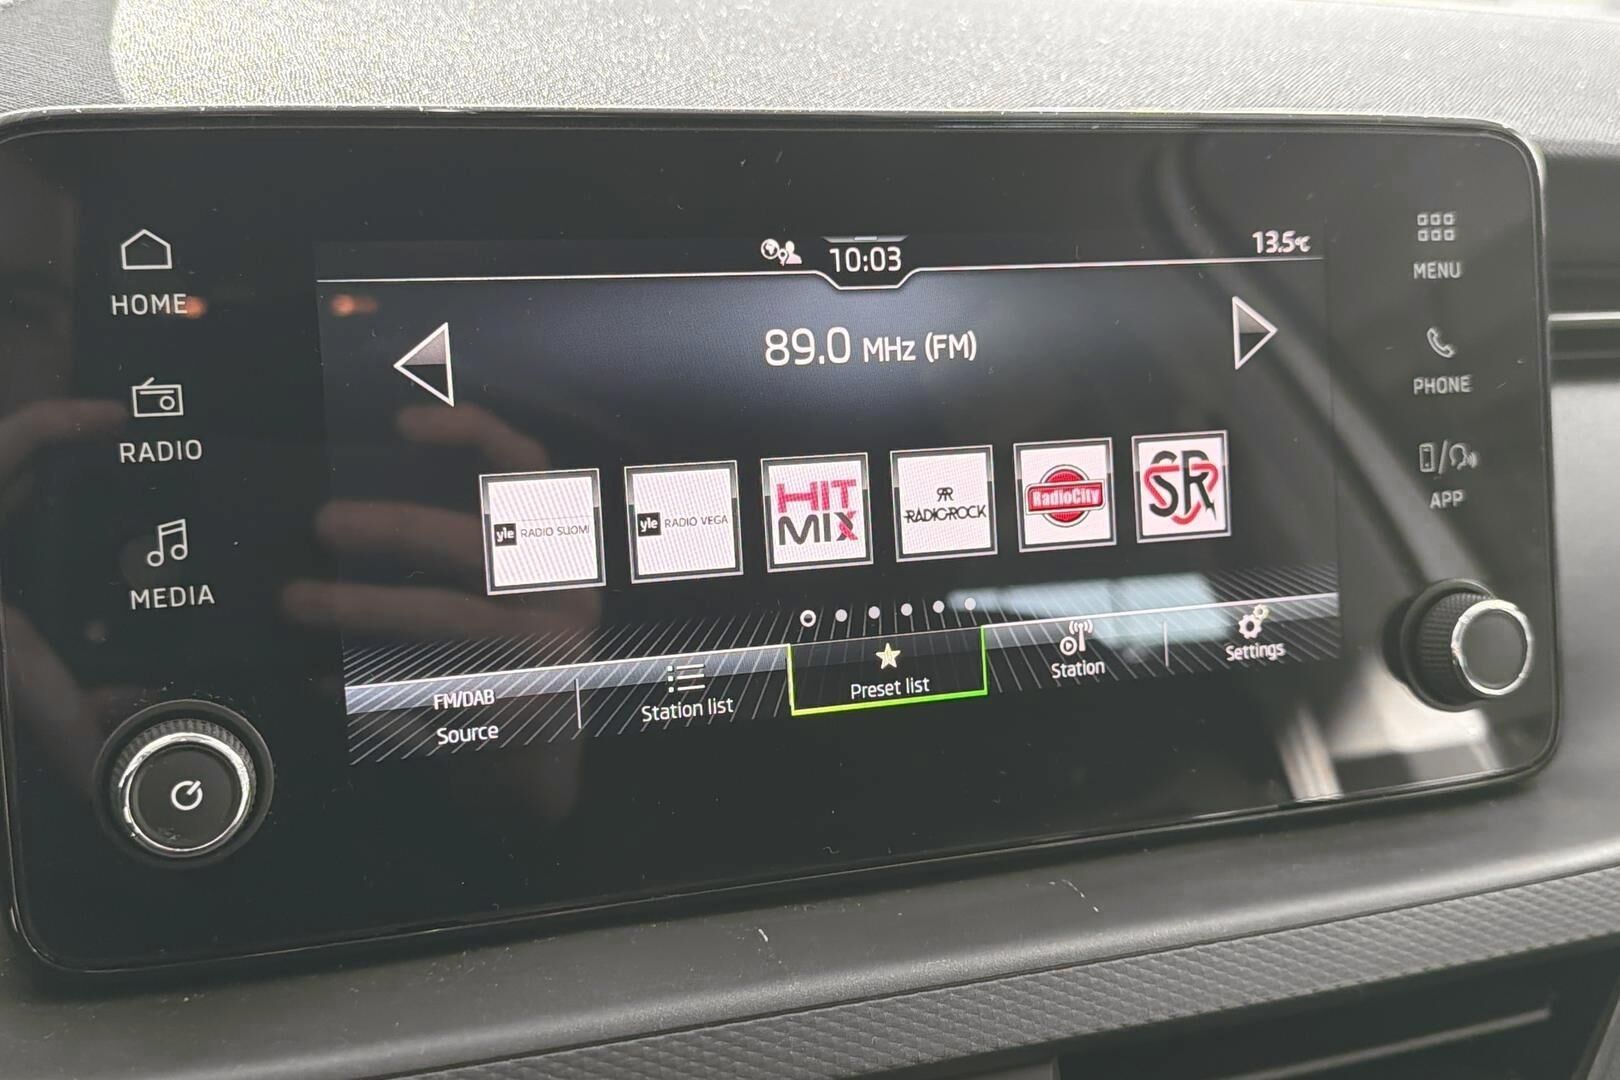 10:03
13.5°C
HOME
RADIO
MEDIA
89.0 MHz (FM)
yle RADIO SUOMI
yle RADIO VEGA
HIT
MIX
RR
RADIO ROCK
RadioCity
SR
FM/DAB
Source
Station list
Preset list
Station
Settings
MENU
PHONE
APP